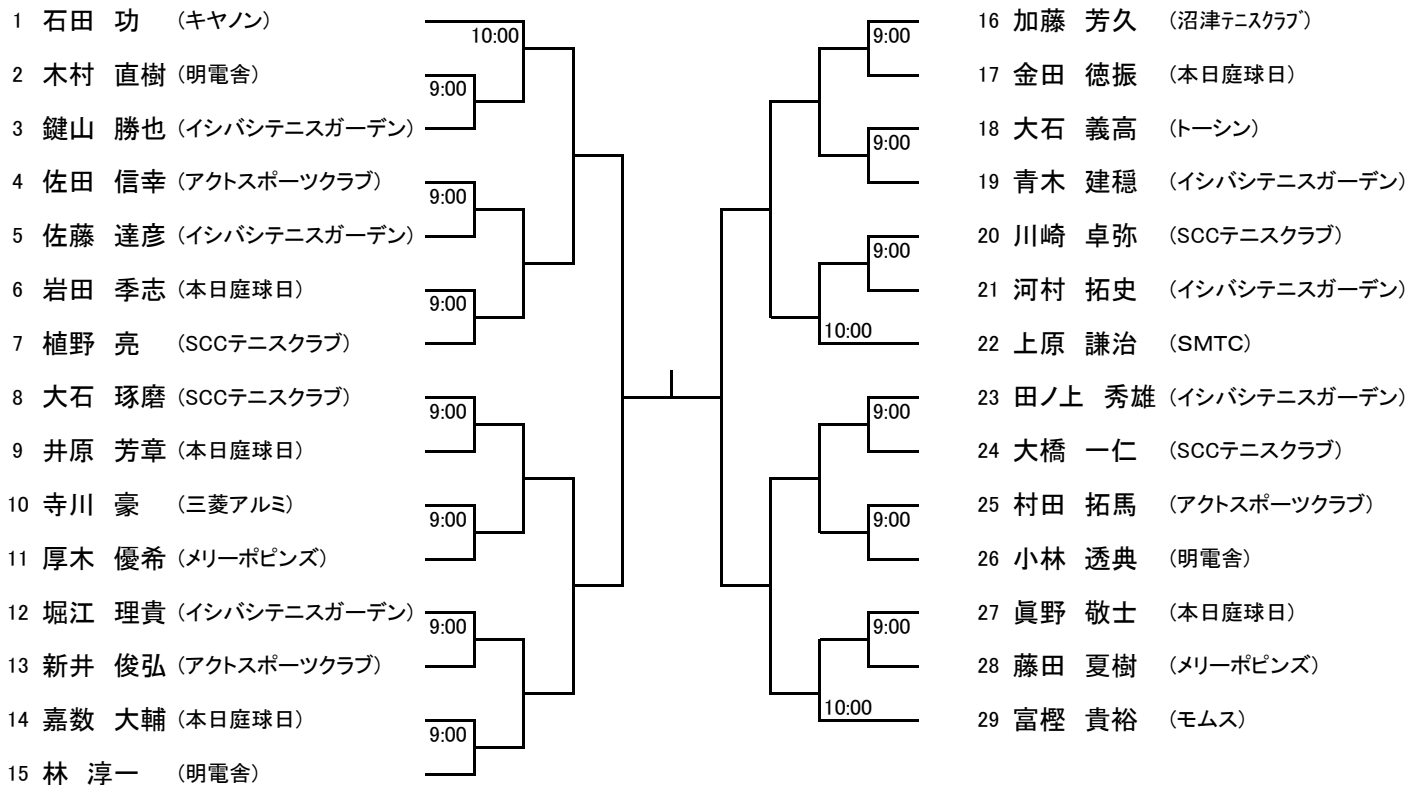 1 石田 功 (キヤノン)
10:00
2 木村 直樹 (明電舎)
9:00
3 鍵山 勝也 (イシバシテニスガーデン)
4 佐田 信幸 (アクトスポーツクラブ)
9:00
5 佐藤 達彦 (イシバシテニスガーデン)
6 岩田 季志 (本日庭球日)
9:00
7 植野 亮 (SCCテニスクラブ)
8 大石 琢磨 (SCCテニスクラブ)
9:00
9 井原 芳章 (本日庭球日)
10 寺川 豪 (三菱アルミ)
9:00
11 厚木 優希 (メリーポピンズ)
12 堀江 理貴 (イシバシテニスガーデン)
9:00
13 新井 俊弘 (アクトスポーツクラブ)
14 嘉数 大輔 (本日庭球日)
9:00
15 林 淳一 (明電舎)
16 加藤 芳久 (沼津テニスクラブ)
9:00
17 金田 徳振 (本日庭球日)
18 大石 義高 (トーシン)
9:00
19 青木 建穏 (イシバシテニスガーデン)
20 川崎 卓弥 (SCCテニスクラブ)
9:00
21 河村 拓史 (イシバシテニスガーデン)
10:00
22 上原 謙治 (SMTC)
23 田ノ上 秀雄 (イシバシテニスガーデン)
9:00
24 大橋 一仁 (SCCテニスクラブ)
25 村田 拓馬 (アクトスポーツクラブ)
9:00
26 小林 透典 (明電舎)
27 眞野 敬士 (本日庭球日)
9:00
28 藤田 夏樹 (メリーポピンズ)
10:00
29 富樫 貴裕 (モムス)